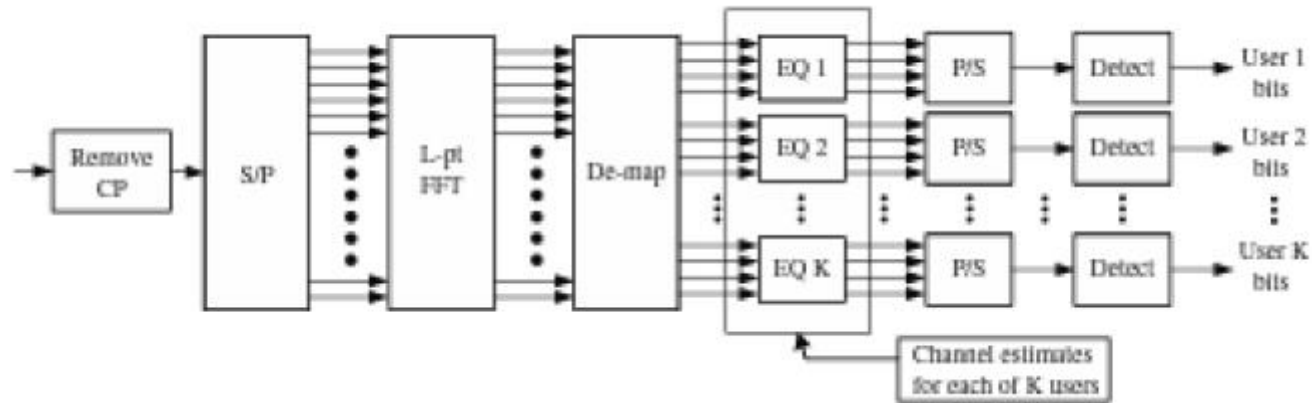 Remove
CP
S/P
L-pt
FFT
De-map
EQ 1
P/S
Detect
User 1
bits
EQ 2
P/S
Detect
User 2
bits
EQ K
P/S
Detect
User K
bits
Channel estimates
for each of K users